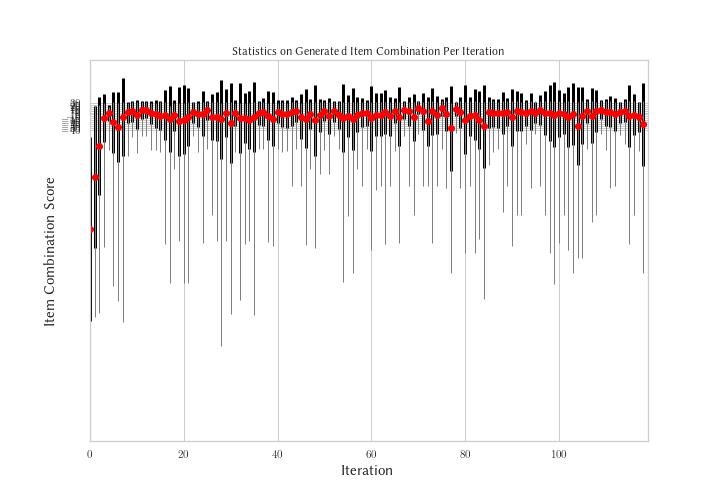 Statistics on Generated Item Combination Per Iteration
Item Combination Score
0
20
40
60
80
100
Iteration